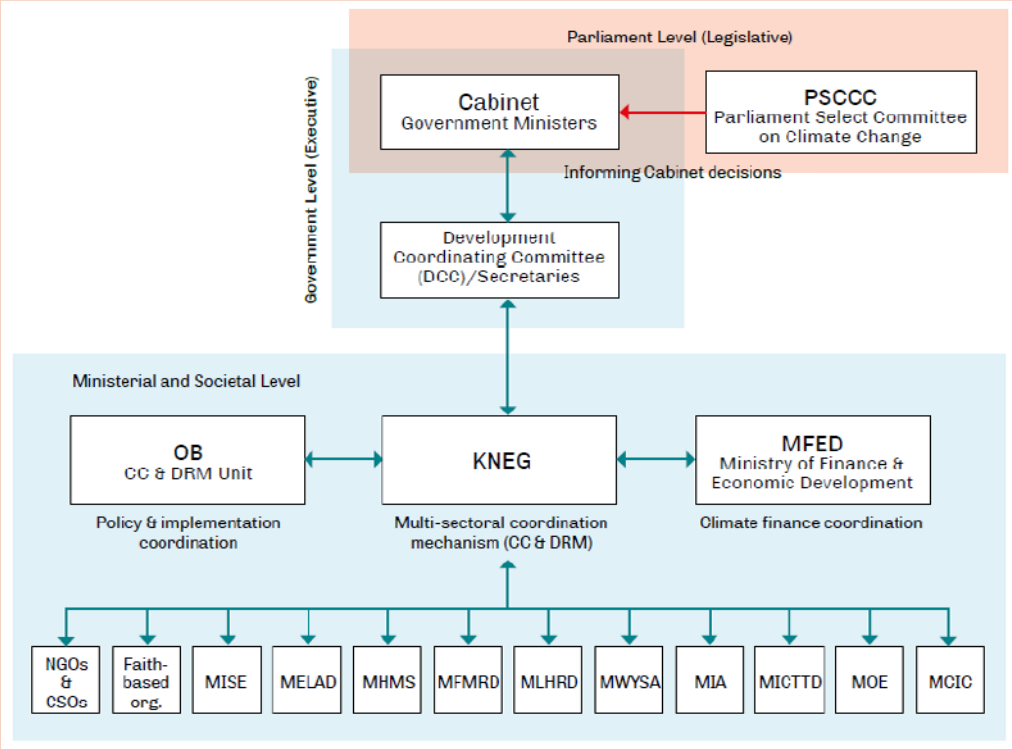 Parliament Level (Legislative)
Government Level (Executive)
Cabinet
Government Ministers
PSCCC
Parliament Select Committee
on Climate Change
Informing Cabinet decisions
Development
Coordinating Committee
(DCC)/Secretaries
Ministerial and Societal Level
OB
CC & DRM Unit
KNEG
MFED
Ministry of Finance &
Economic Development
Policy & implementation
coordination
Multi-sectoral coordination
mechanism (CC & DRM)
Climate finance coordination
NGOs
&
CSOs
Faith-
based
org.
MISE
MELAD
MHMS
MFMRD
MLHRD
MWYSA
MIA
MICTTD
MOE
MCIC